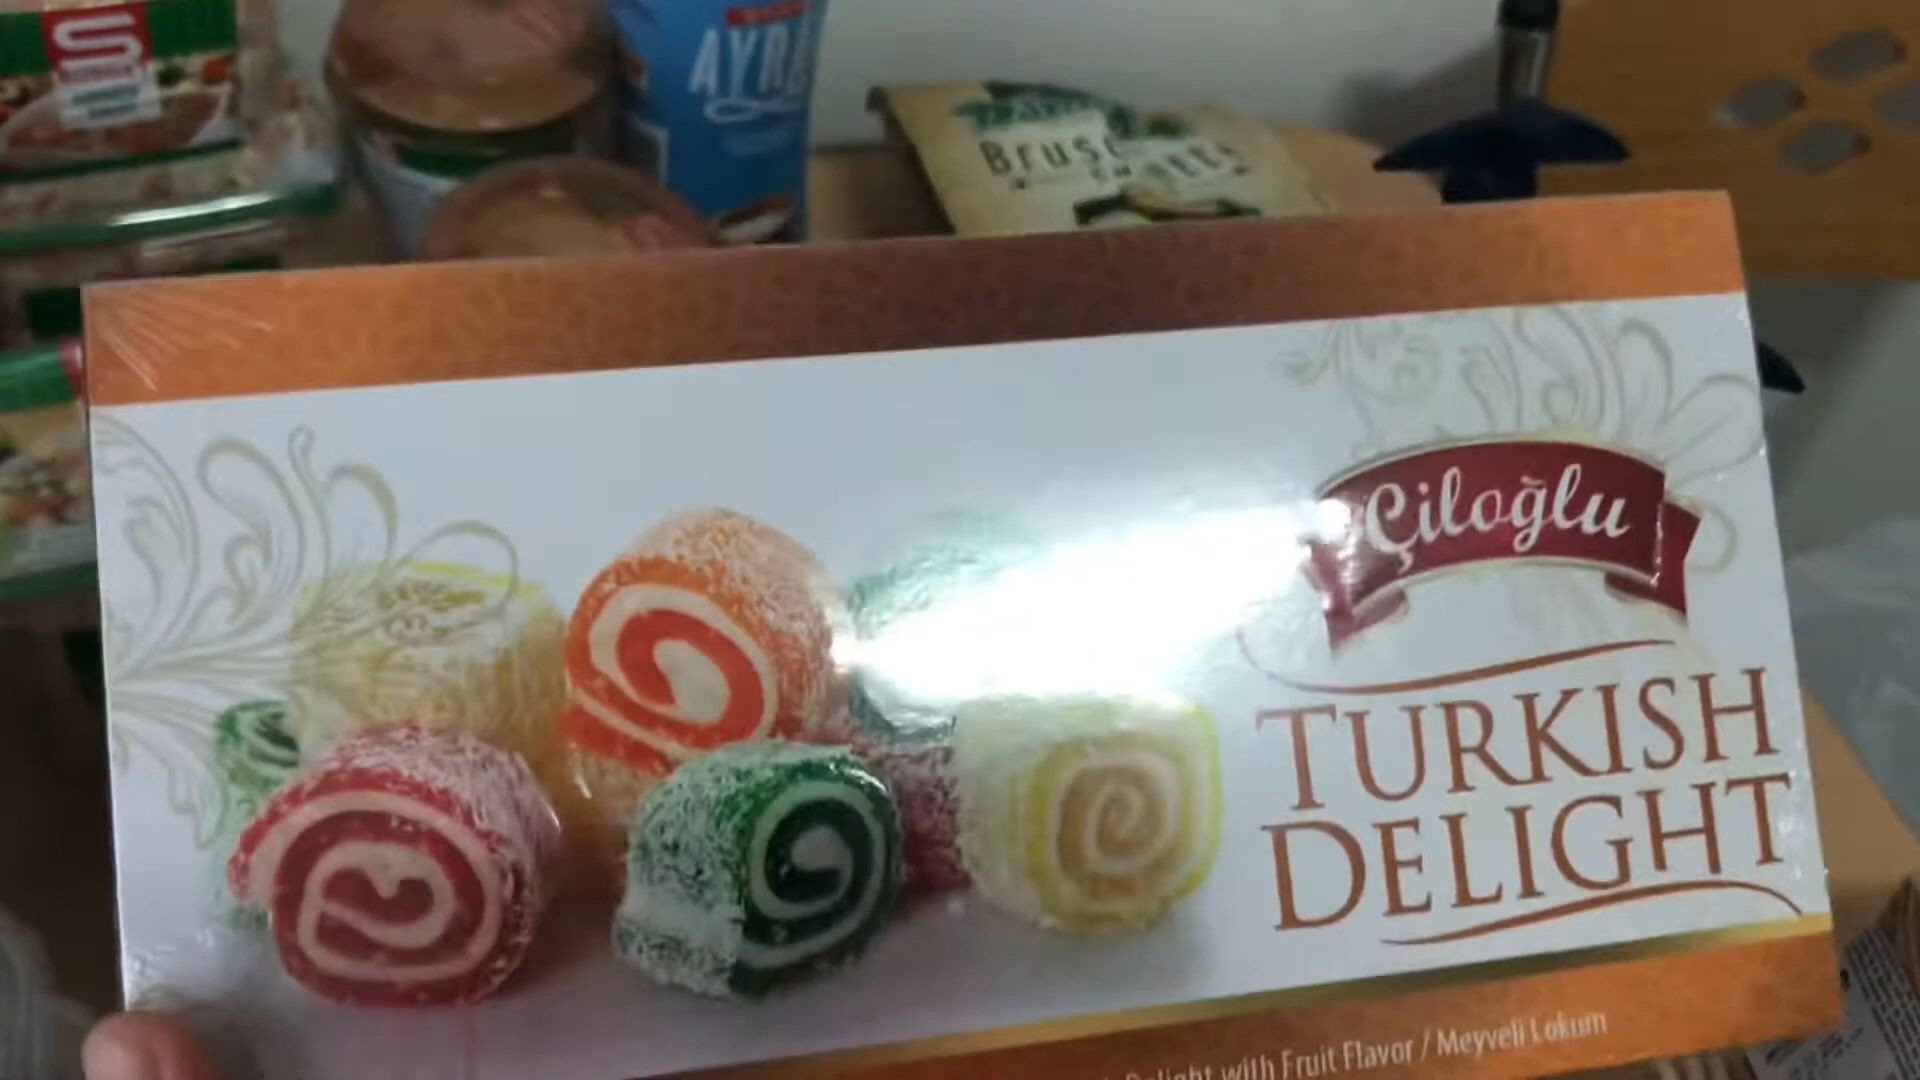 AYRA
Brusc
Çiloğlu
TURKISH
DELIGHT
Delight with Fruit Flavor / Meyveli Lokum